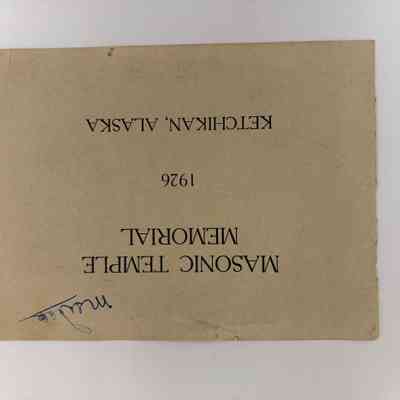 MASONIC TEMPLE
MEMORIAL
1926
KETCHIKAN, ALASKA